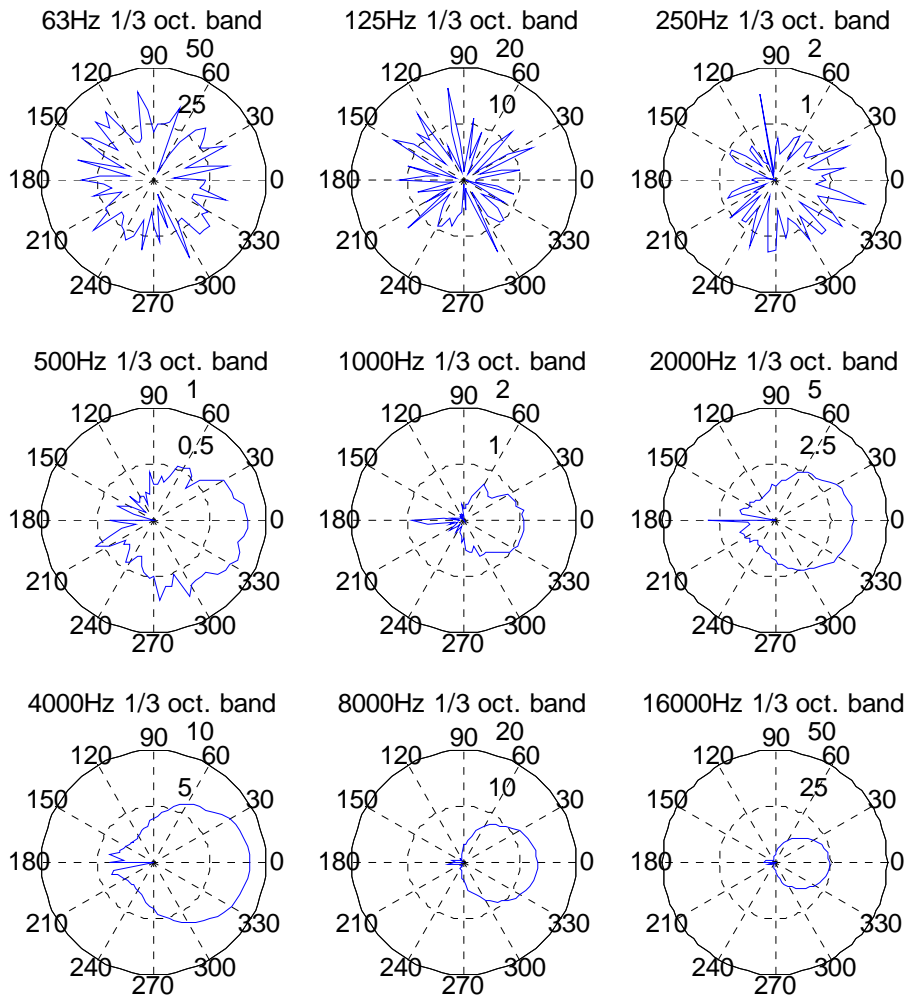 63Hz 1/3 oct. band 125Hz 1/3 oct. band 250Hz 1/3 oct. band
90 50 90 20 90 2
120 60 120 60 120 60
25 10 1
150 30 150 30 150 30
180 0 180 0 180 0
210 330 210 330 210 330
240 300 240 300 240 300
270 270 270
500Hz 1/3 oct. band 1000Hz 1/3 oct. band 2000Hz 1/3 oct. band
90 1 90 2 90 5
120 60 120 60 120 60
0.5 1 2.5
150 30 150 30 150 30
180 0 180 0 180 0
210 330 210 330 210 330
240 300 240 300 240 300
270 270 270
4000Hz 1/3 oct. band 8000Hz 1/3 oct. band 16000Hz 1/3 oct. band
90 10 90 20 90 50
120 60 120 60 120 60
5 10 25
150 30 150 30 150 30
180 0 180 0 180 0
210 330 210 330 210 330
240 300 240 300 240 300
270 270 270